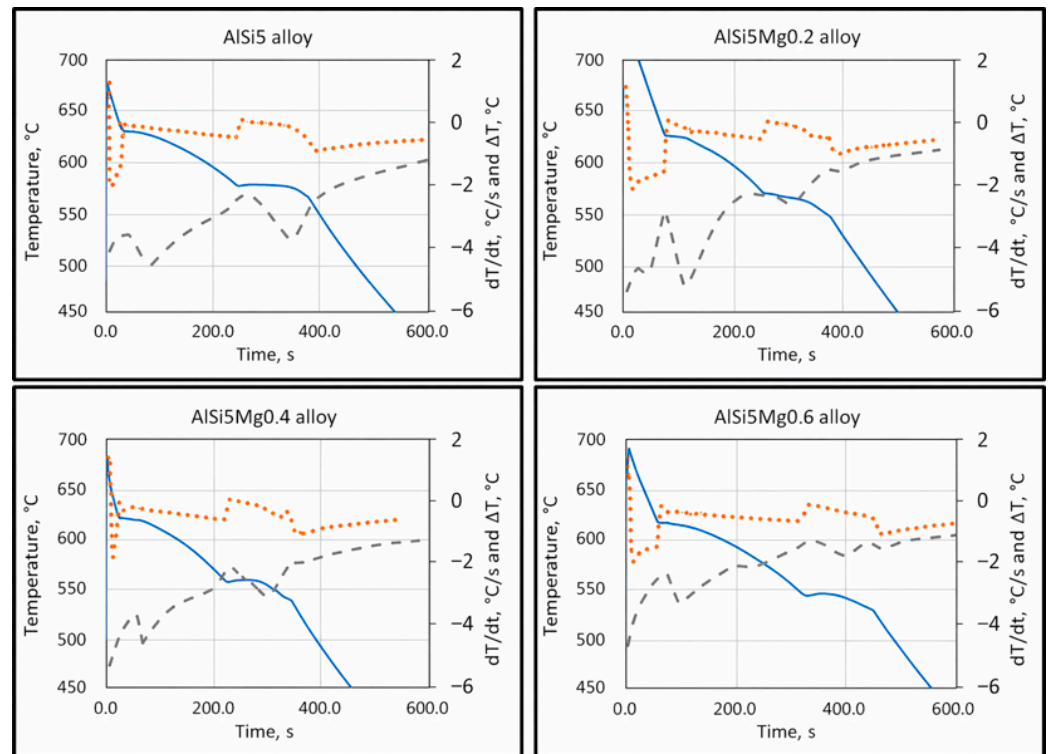 AlSi5 alloy
700
650
600
550
500
450
2
0
−2
−4
−6
0.0 200.0 400.0 600.0
Temperature, °C
dT/dt, °C/s and ΔT, °C
Time, s
AlSi5Mg0.2 alloy
700
650
600
550
500
450
2
0
−2
−4
−6
0.0 200.0 400.0 600.0
Temperature, °C
dT/dt, °C/s and ΔT, °C
Time, s
AlSi5Mg0.4 alloy
700
650
600
550
500
450
2
0
−2
−4
−6
0.0 200.0 400.0 600.0
Temperature, °C
dT/dt, °C/s and ΔT, °C
Time, s
AlSi5Mg0.6 alloy
700
650
600
550
500
450
2
0
−2
−4
−6
0.0 200.0 400.0 600.0
Temperature, °C
dT/dt, °C/s and ΔT, °C
Time, s